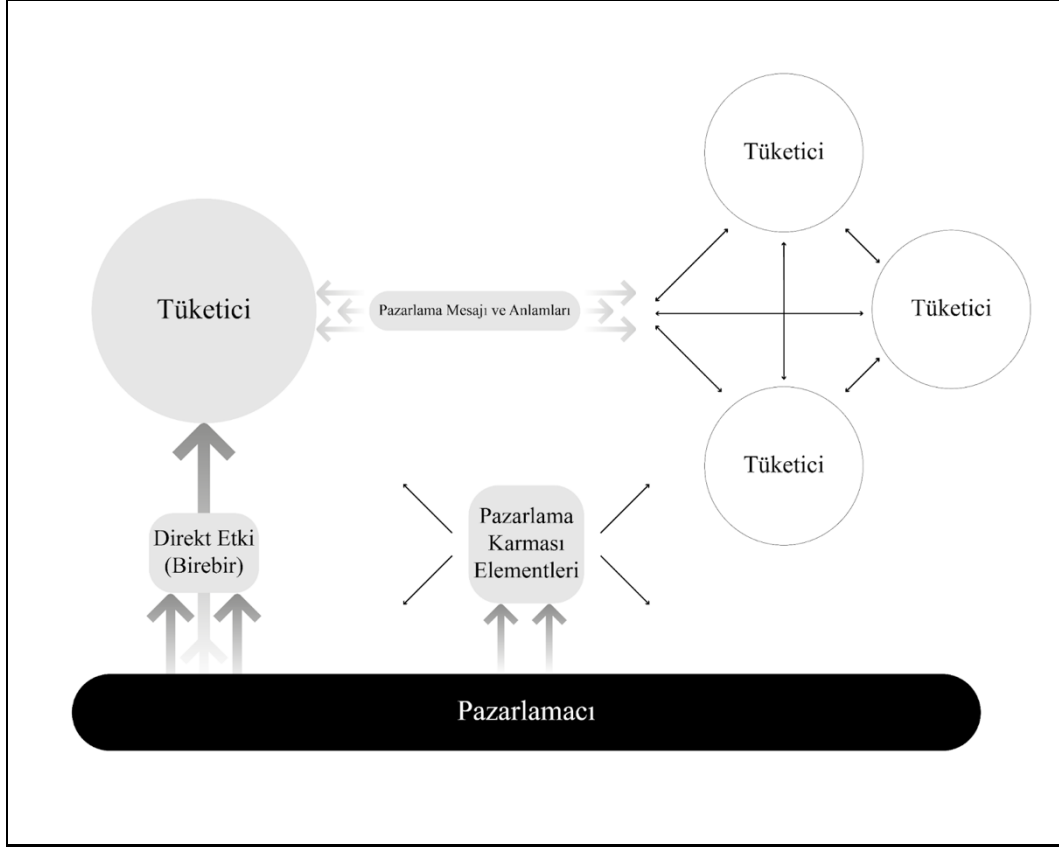 Tüketici
Tüketici
Pazarlama Mesajı ve Anlamları
Tüketici
Tüketici
Direkt Etki
(Birebir)
Pazarlama
Karması
Elementleri
Pazarlamacı